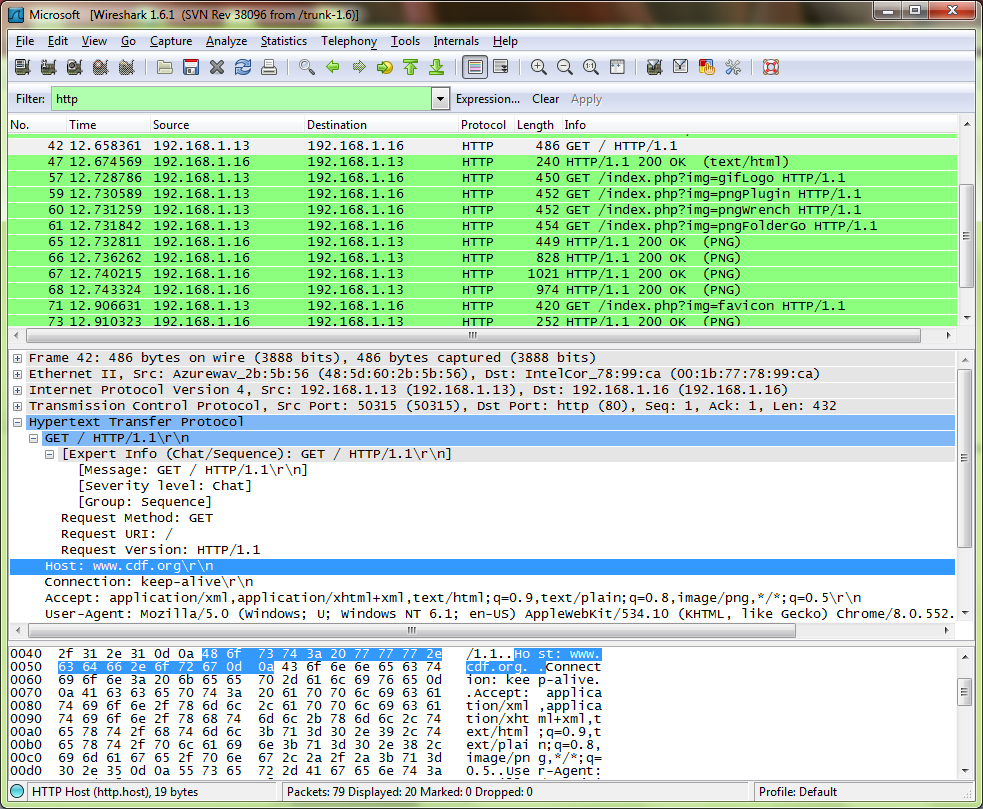 Microsoft   [Wireshark 1.6.1  (SVN Rev 38096 from /trunk-1.6)]
File Edit View Go Capture Analyze Statistics Telephony Tools Internals Help
Filter: http Expression... Clear Apply
No. Time Source Destination Protocol Length Info
42 12.658361 192.168.1.13 192.168.1.16 HTTP 486 GET / HTTP/1.1
47 12.674569 192.168.1.16 192.168.1.13 HTTP 240 HTTP/1.1 200 OK  (text/html)
57 12.728786 192.168.1.13 192.168.1.16 HTTP 450 GET /index.php?img=gifLogo HTTP/1.1
59 12.730589 192.168.1.13 192.168.1.16 HTTP 452 GET /index.php?img=pngPlugin HTTP/1.1
60 12.731259 192.168.1.13 192.168.1.16 HTTP 452 GET /index.php?img=pngWrench HTTP/1.1
61 12.731842 192.168.1.13 192.168.1.16 HTTP 454 GET /index.php?img=pngFolderGo HTTP/1.1
65 12.732811 192.168.1.16 192.168.1.13 HTTP 449 HTTP/1.1 200 OK  (PNG)
66 12.736262 192.168.1.16 192.168.1.13 HTTP 828 HTTP/1.1 200 OK  (PNG)
67 12.740215 192.168.1.16 192.168.1.13 HTTP 1021 HTTP/1.1 200 OK  (PNG)
68 12.743324 192.168.1.16 192.168.1.13 HTTP 974 HTTP/1.1 200 OK  (PNG)
71 12.906631 192.168.1.13 192.168.1.16 HTTP 420 GET /index.php?img=favicon HTTP/1.1
73 12.910323 192.168.1.16 192.168.1.13 HTTP 252 HTTP/1.1 200 OK  (PNG)
Frame 42: 486 bytes on wire (3888 bits), 486 bytes captured (3888 bits)
Ethernet II, Src: Azurewav_2b:5b:56 (48:5d:60:2b:5b:56), Dst: IntelCor_78:99:ca (00:1b:77:78:99:ca)
Internet Protocol Version 4, Src: 192.168.1.13 (192.168.1.13), Dst: 192.168.1.16 (192.168.1.16)
Transmission Control Protocol, Src Port: 50315 (50315), Dst Port: http (80), Seq: 1, Ack: 1, Len: 432
Hypertext Transfer Protocol
GET / HTTP/1.1\r\n
[Expert Info (Chat/Sequence): GET / HTTP/1.1\r\n]
[Message: GET / HTTP/1.1\r\n]
[Severity level: Chat]
[Group: Sequence]
Request Method: GET
Request URI: /
Request Version: HTTP/1.1
Host: www.cdf.org\r\n
Connection: keep-alive\r\n
Accept: application/xml,application/xhtml+xml,text/html;q=0.9,text/plain;q=0.8,image/png,*/*;q=0.5\r\n
User-Agent: Mozilla/5.0 (Windows; U; Windows NT 6.1; en-US) AppleWebKit/534.10 (KHTML, like Gecko) Chrome/8.0.552.
0040 2f 31 2e 31 0d 0a 48 6f 73 74 3a 20 77 77 77 2e /1.1..Ho st: www.
0050 63 64 66 2e 6f 72 67 0d 0a 43 6f 6e 6e 65 63 74 cdf.org. .Connect
0060 69 6f 6e 3a 20 6b 65 65 70 2d 61 6c 69 76 65 0d ion: kee p-alive.
0070 0a 41 63 63 65 70 74 3a 20 61 70 70 6c 69 63 61 .Accept:  applica
0080 74 69 6f 6e 2f 78 6d 6c 2c 61 70 70 6c 69 63 61 tion/xml ,applica
0090 74 69 6f 6e 2f 78 68 74 6d 6c 2b 78 6d 6c 2c 74 tion/xht ml+xml,t
00a0 65 78 74 2f 68 74 6d 6c 3b 71 3d 30 2e 39 2c 74 ext/html ;q=0.9,t
00b0 65 78 74 2f 70 6c 61 69 6e 3b 71 3d 30 2e 38 2c ext/plai n;q=0.8,
00c0 69 6d 61 67 65 2f 70 6e 67 2c 2a 2f 2a 3b 71 3d image/pn g,*/*;q=
00d0 30 2e 35 0d 0a 55 73 65 72 2d 41 67 65 6e 74 3a 0.5..Use r-Agent:
HTTP Host (http.host), 19 bytes Packets: 79 Displayed: 20 Marked: 0 Dropped: 0 Profile: Default